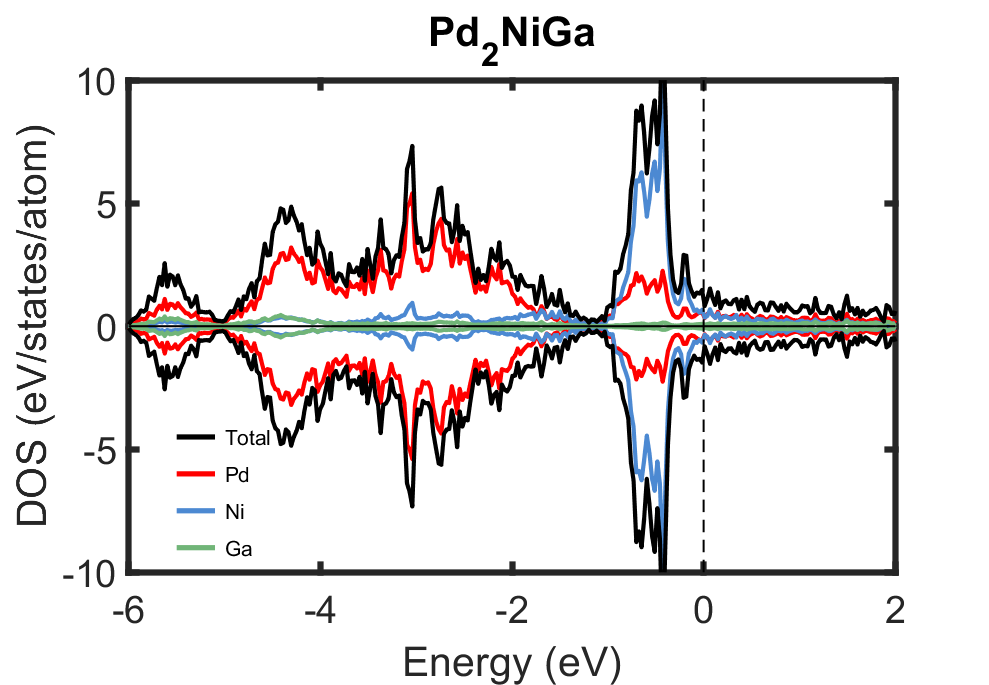 Pd₂NiGa
DOS (eV/states/atom)
10
5
0
-5
-10
Total
Pd
Ni
Ga
-6 -4 -2 0 2
Energy (eV)